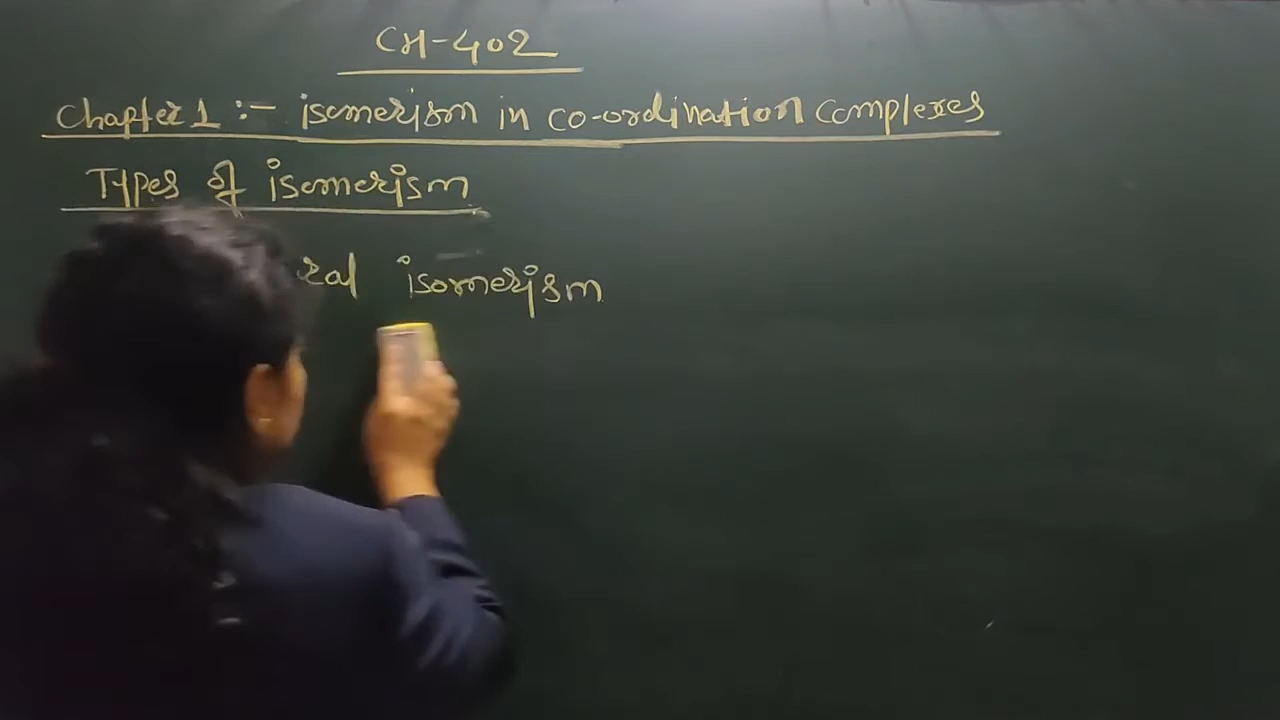 CH-402
Chapter 1 :- isomerism in co-ordination complexes
Types of isomerism
ral isomerism